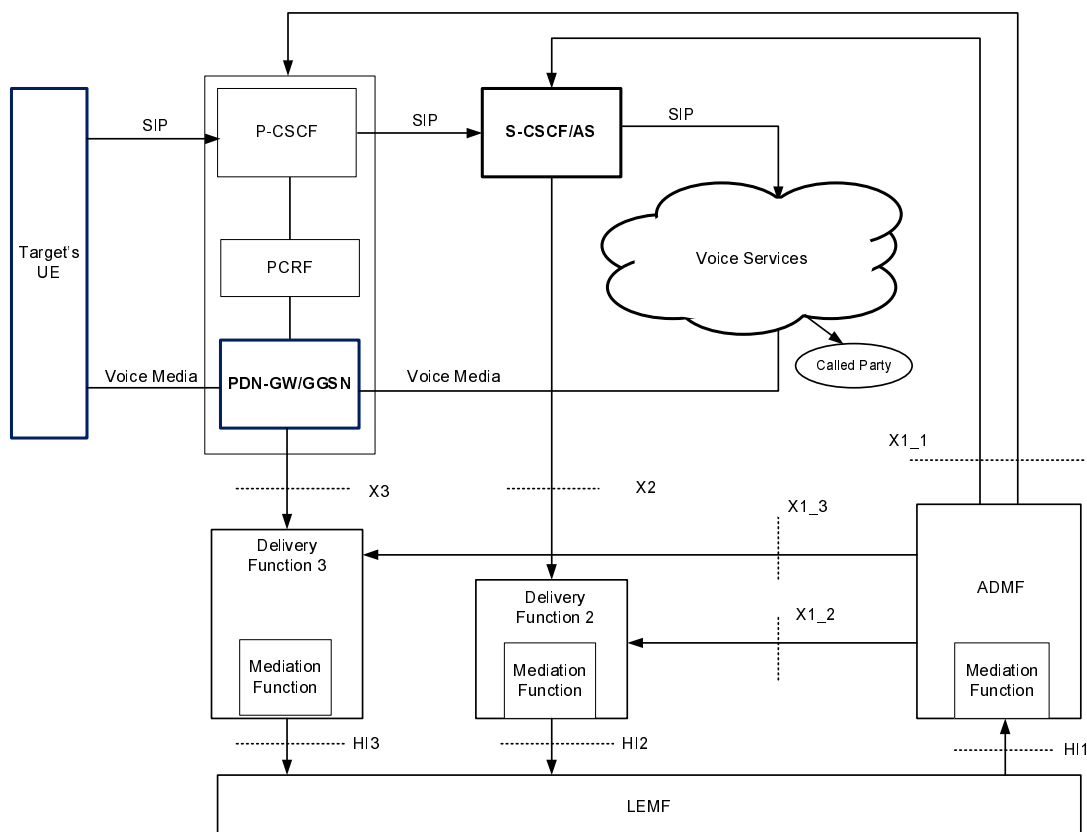 SIP
P-CSCF
SIP
S-CSCF/AS
SIP
Target's
UE
PCRF
Voice Services
Voice Media
PDN-GW/GGSN
Voice Media
Called Party
X1_1
X3
X2
X1_3
Delivery
Function 3
ADMF
Delivery
Function 2
X1_2
Mediation
Function
Mediation
Function
Mediation
Function
HI3
HI2
HI1
LEMF